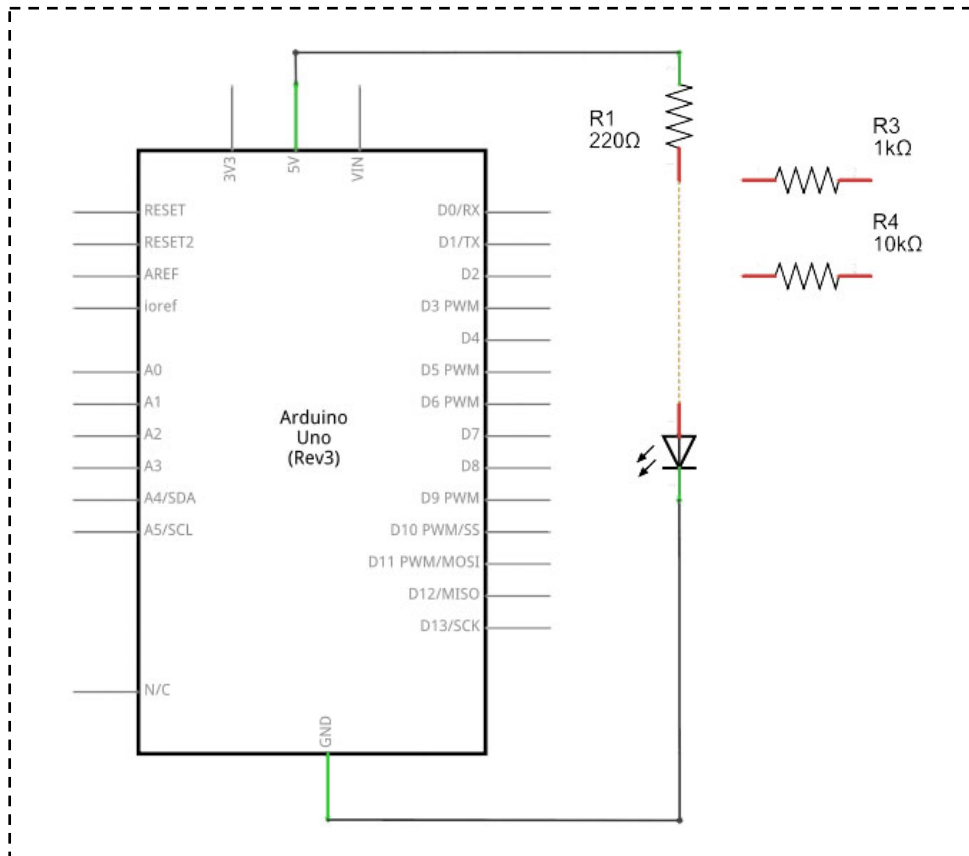 3V3
5V
VIN
RESET
RESET2
AREF
ioref
A0
A1
A2
A3
A4/SDA
A5/SCL
N/C
Arduino
Uno
(Rev3)
D0/RX
D1/TX
D2
D3 PWM
D4
D5 PWM
D6 PWM
D7
D8
D9 PWM
D10 PWM/SS
D11 PWM/MOSI
D12/MISO
D13/SCK
GND
R1
220Ω
R3
1kΩ
R4
10kΩ